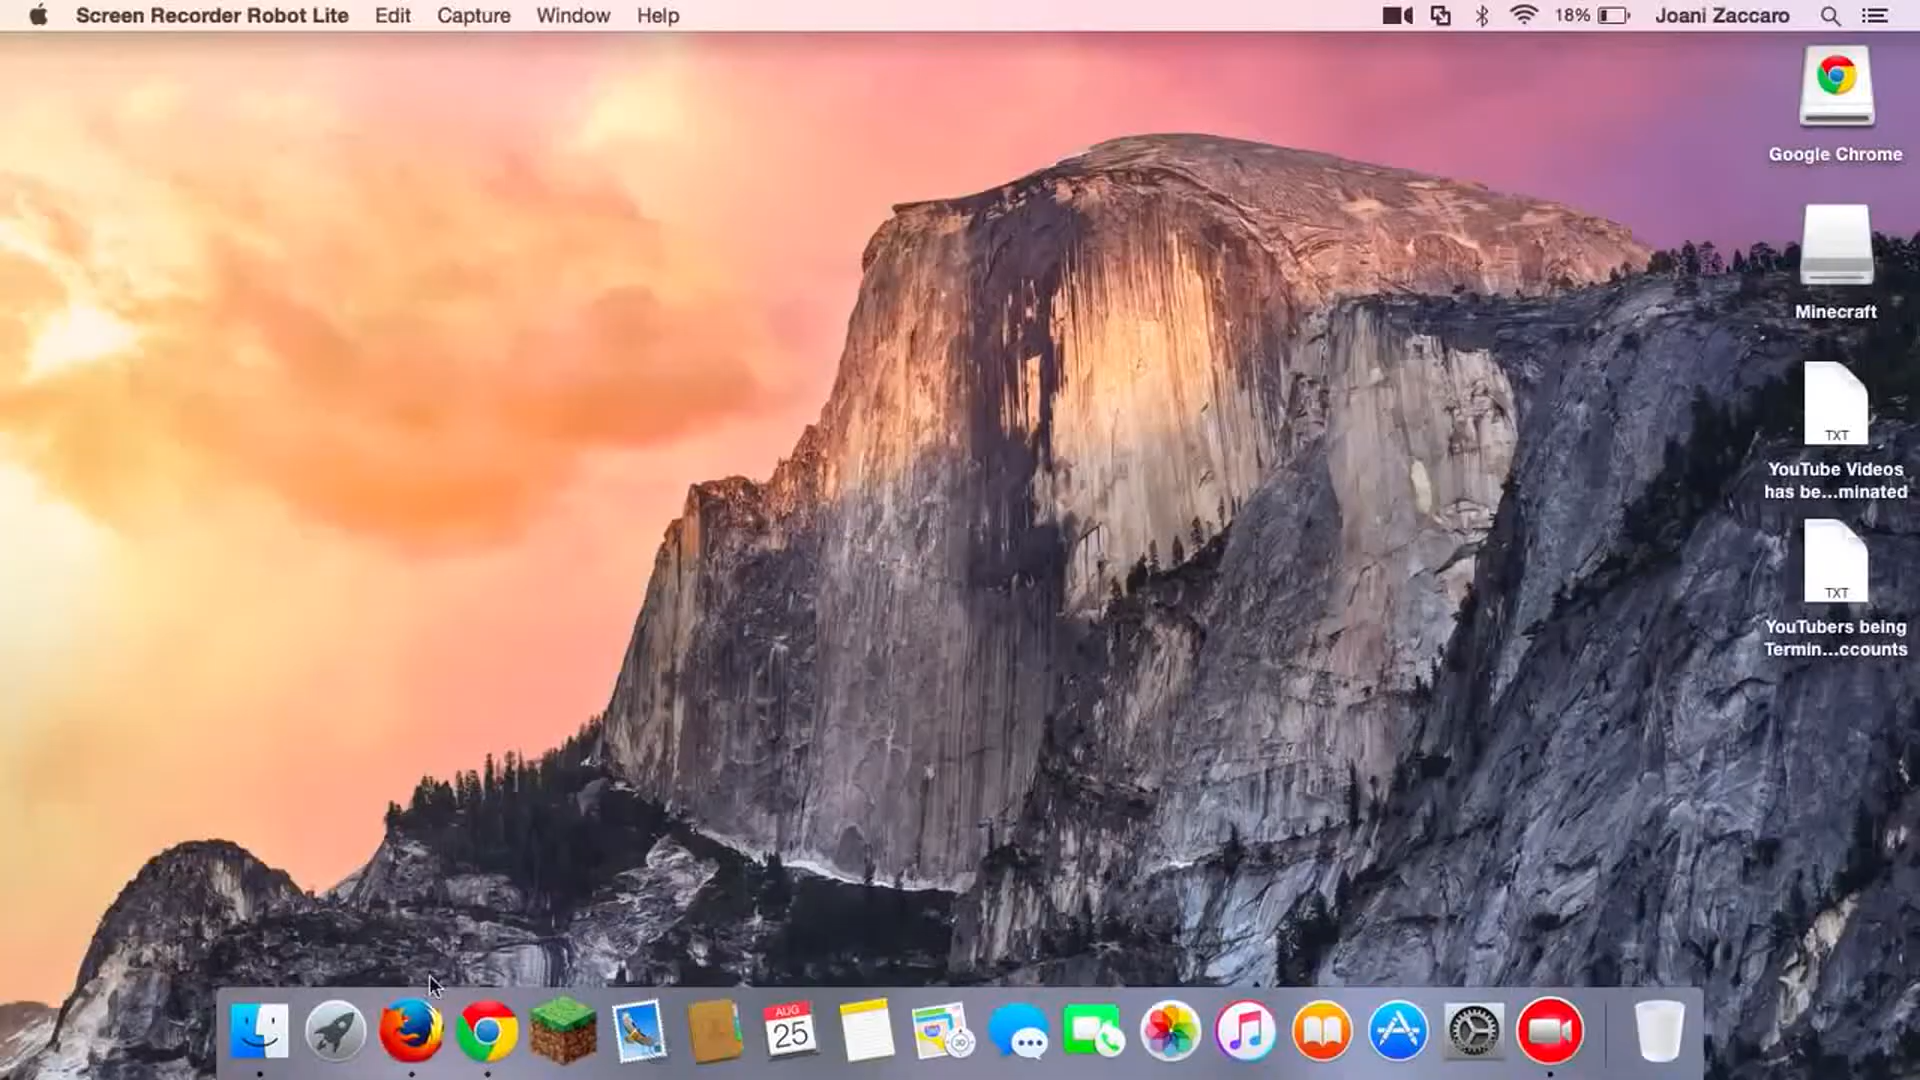 Screen Recorder Robot Lite Edit Capture Window Help 18% Joani Zaccaro
Google Chrome
Minecraft
TXT
YouTube Videos
has be...minated
TXT
YouTubers being
Termin...ccounts
AUG
25